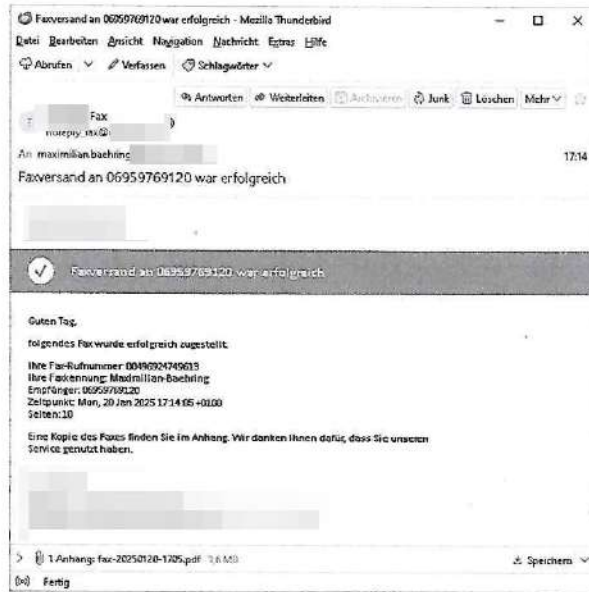 Faxversand an 06959769120 war erfolgreich - Mozilla Thunderbird
Datei Bearbeiten Ansicht Navigation Nachricht Extras Hilfe
Abrufen Verfassen Schlagwörter
Antworten Weiterleiten Archivieren Junk Löschen Mehr
Fax
noreply_fax@
An maximilian.baehring
17:14
Faxversand an 06959769120 war erfolgreich
Faxversand an 06959769120 war erfolgreich
Guten Tag,
folgendes Fax wurde erfolgreich zugestellt.
Ihre Fax-Rufnummer: 00496924749613
Ihre Faxkennung: Maximilian-Baehring
Empfänger: 06959769120
Zeitpunkt: Mon, 20 Jan 2025 17:14:05 +0100
Seiten: 10
Eine Kopie des Faxes finden Sie im Anhang. Wir danken Ihnen dafür, dass Sie unseren
Service genutzt haben.
1 Anhang: fax-20250120-1705.pdf 7,6 MB Speichern
Fertig